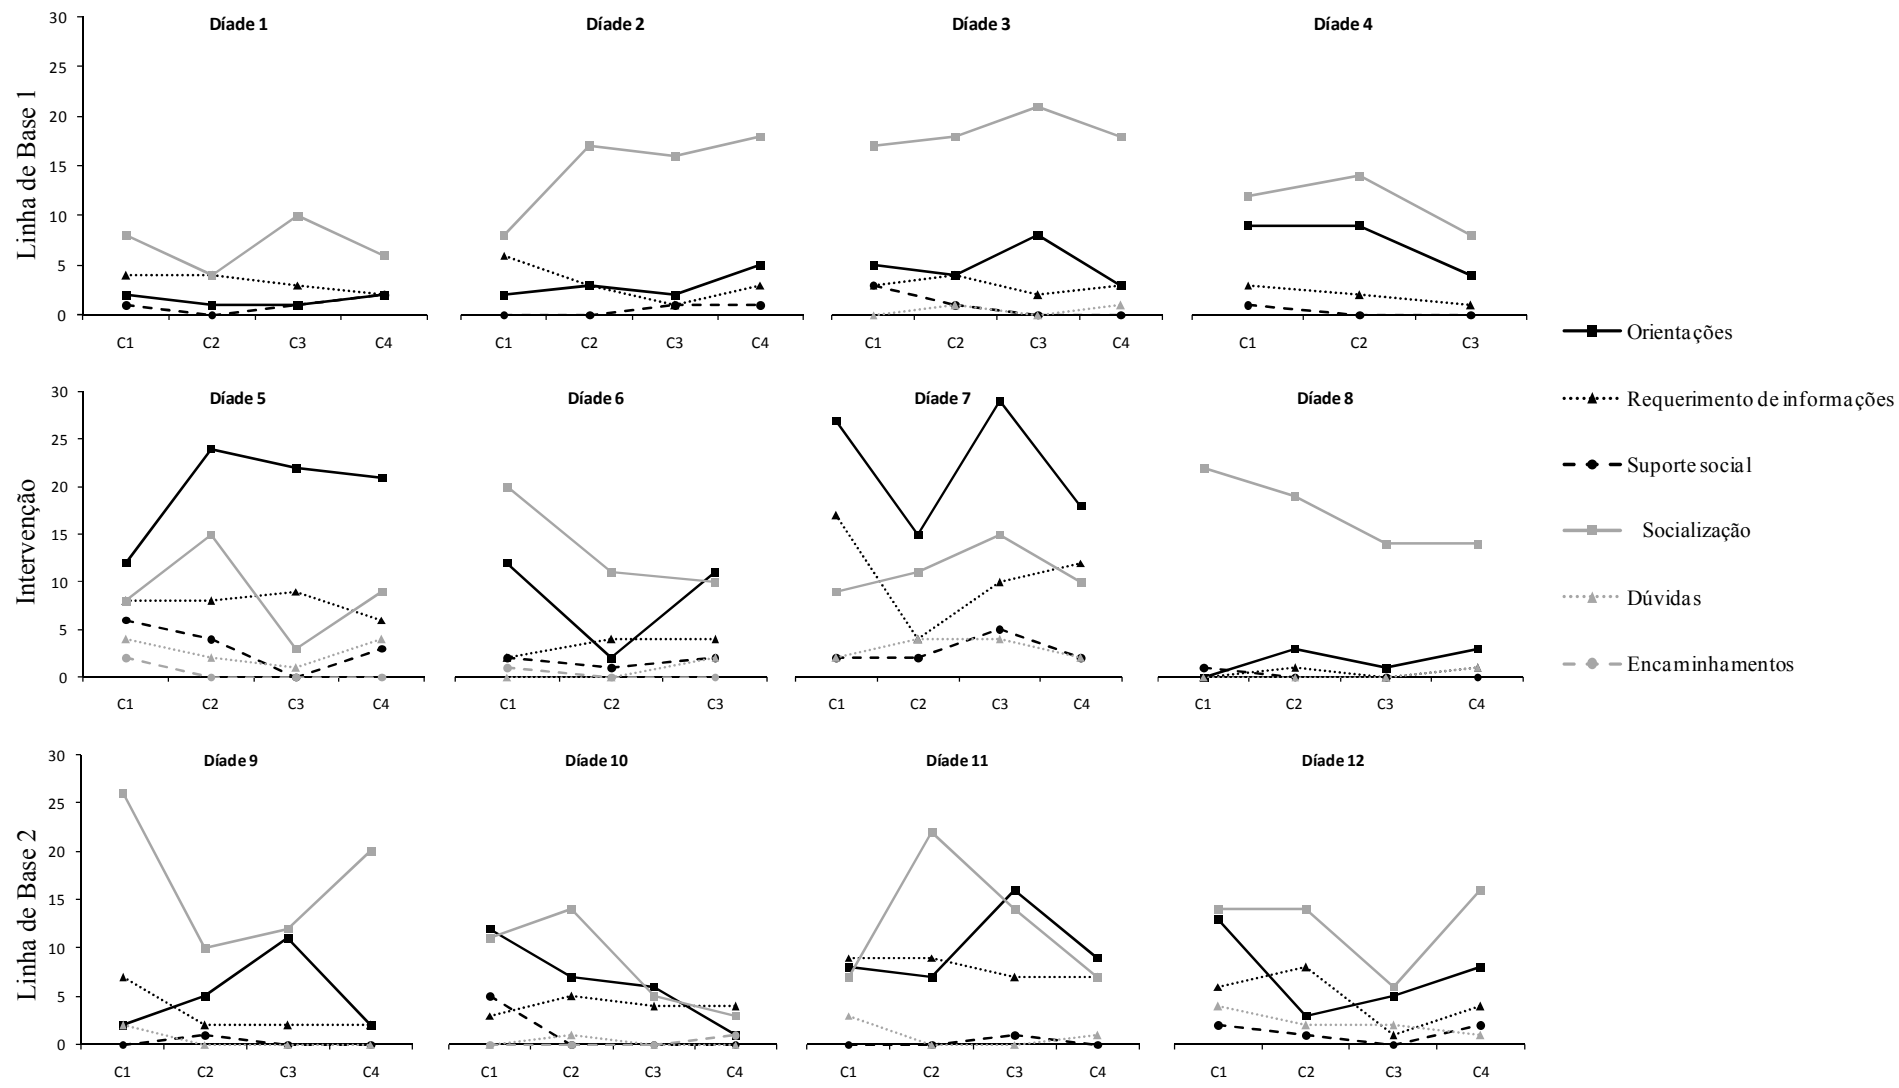 Díade 1
Díade 2
Díade 3
Díade 4
Linha de Base 1
30
25
20
15
10
5
0
C1 C2 C3 C4
C1 C2 C3 C4
C1 C2 C3 C4
C1 C2 C3
Díade 5
Díade 6
Díade 7
Díade 8
Intervenção
30
25
20
15
10
5
0
C1 C2 C3 C4
C1 C2 C3
C1 C2 C3 C4
C1 C2 C3 C4
Díade 9
Díade 10
Díade 11
Díade 12
Linha de Base 2
30
25
20
15
10
5
0
C1 C2 C3 C4
C1 C2 C3 C4
C1 C2 C3 C4
C1 C2 C3 C4
Orientações
Requerimento de informações
Suporte social
Socialização
Dúvidas
Encaminhamentos